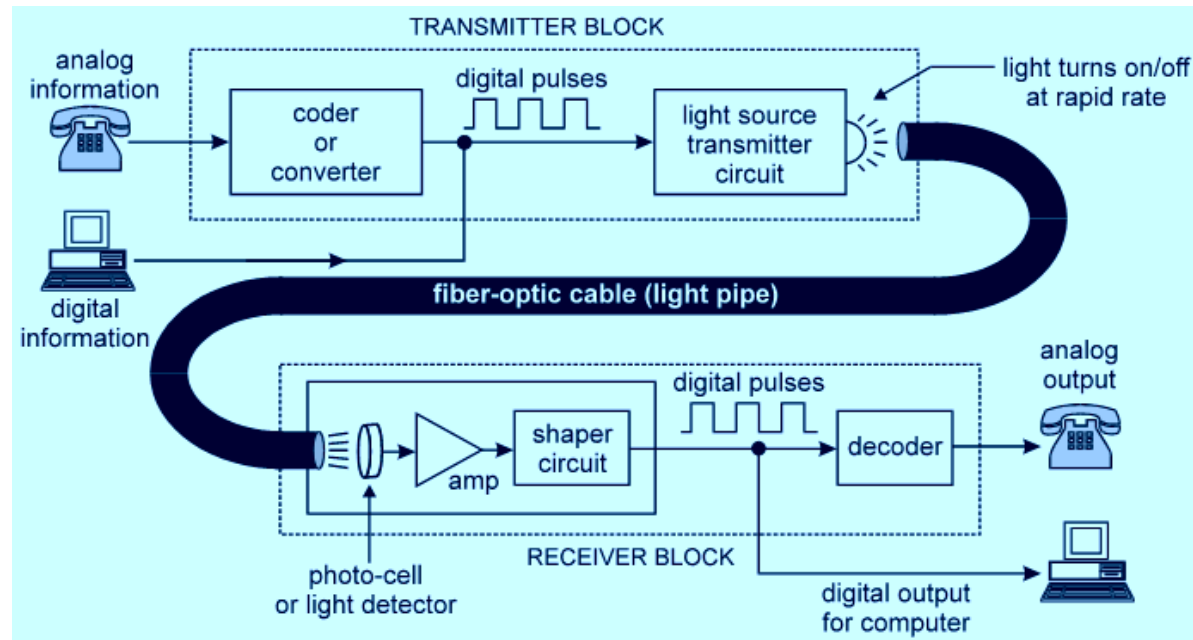 TRANSMITTER BLOCK
analog
information
digital pulses
light turns on/off
at rapid rate
coder
or
converter
light source
transmitter
circuit
digital
information
fiber-optic cable (light pipe)
analog
output
digital pulses
shaper
circuit
decoder
amp
RECEIVER BLOCK
photo-cell
or light detector
digital output
for computer